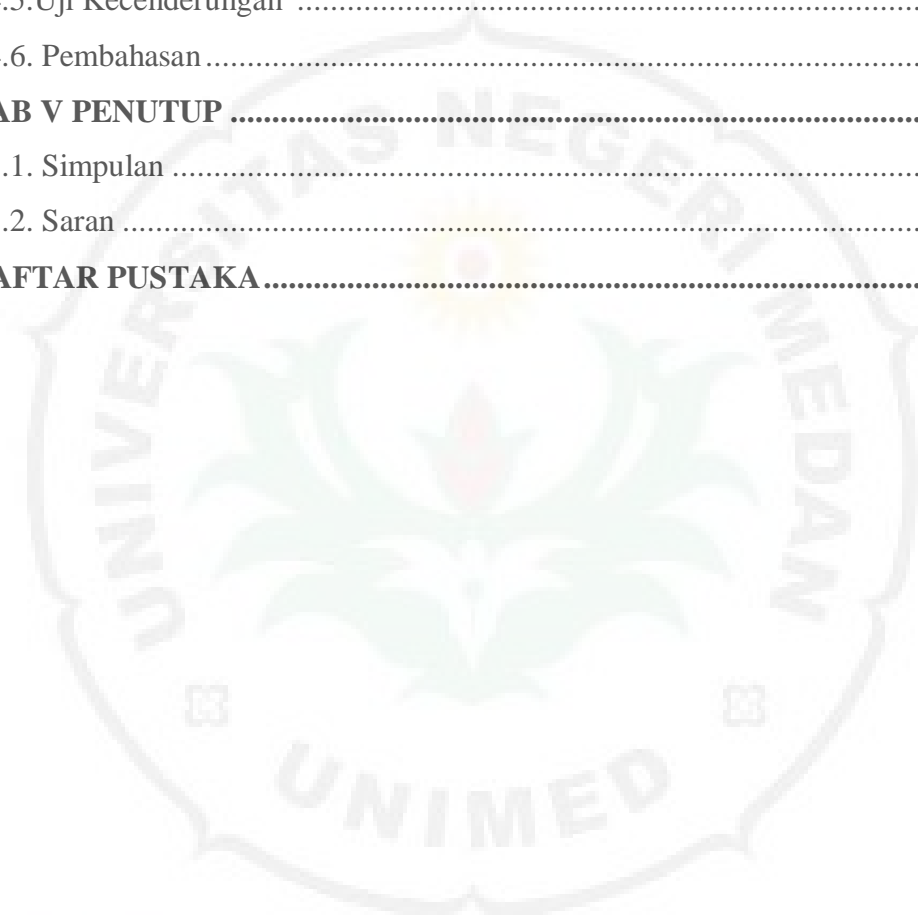 .5.Uji Kecenderungan ........................................................................
.6. Pembahasan ........................................................................
AB V PENUTUP ........................................................................
.1. Simpulan ........................................................................
.2. Saran ........................................................................
AFTAR PUSTAKA ........................................................................
UNIVERSITAS NEGERI MEDAN
UNIMED